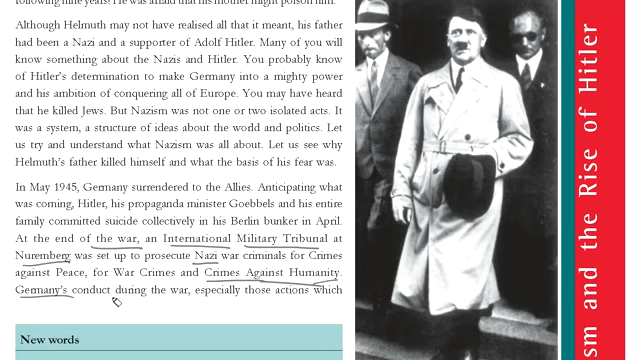 following nine years! He was afraid that his mother might poison him.
Although Helmuth may not have realised all that it meant, his father
had been a Nazi and a supporter of Adolf Hitler. Many of you will
know something about the Nazis and Hitler. You probably know
of Hitler's determination to make Germany into a mighty power
and his ambition of conquering all of Europe. You may have heard
that he killed Jews. But Nazism was not one or two isolated acts. It
was a system, a structure of ideas about the world and politics. Let
us try and understand what Nazism was all about. Let us see why
Helmuth's father killed himself and what the basis of his fear was.
In May 1945, Germany surrendered to the Allies. Anticipating what
was coming, Hitler, his propaganda minister Goebbels and his entire
family committed suicide collectively in his Berlin bunker in April.
At the end of the war, an International Military Tribunal at
Nuremberg was set up to prosecute Nazi war criminals for Crimes
against Peace, for War Crimes and Crimes Against Humanity.
Germany's conduct during the war, especially those actions which
New words
sm and the Rise of Hitler